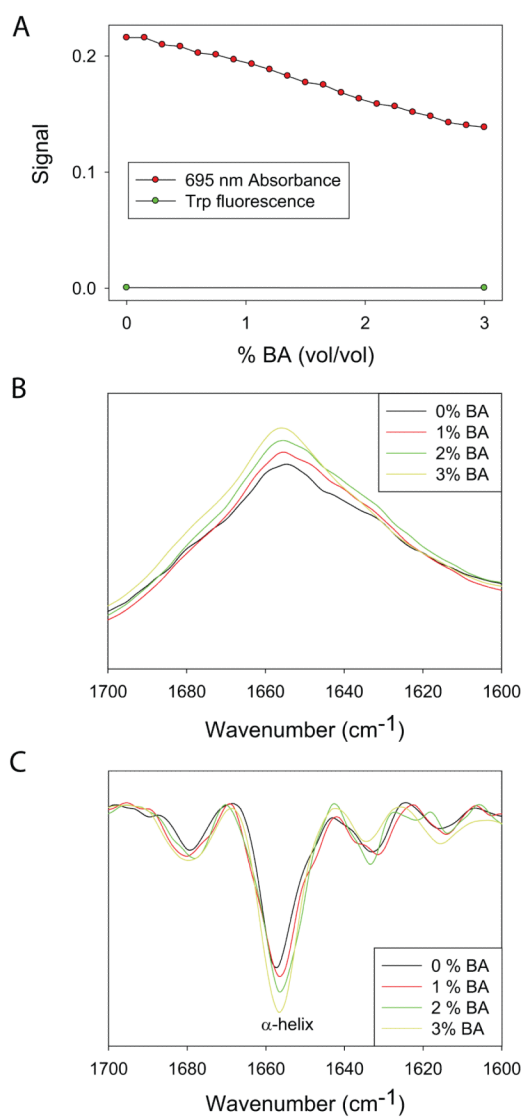 A
0.2
0.1
0.0
Signal
695 nm Absorbance
Trp fluorescence
0 1 2 3
% BA (vol/vol)
B
0% BA
1% BA
2% BA
3% BA
1700 1680 1660 1640 1620 1600
Wavenumber (cm-1)
C
α-helix
0 % BA
1 % BA
2 % BA
3% BA
1700 1680 1660 1640 1620 1600
Wavenumber (cm-1)